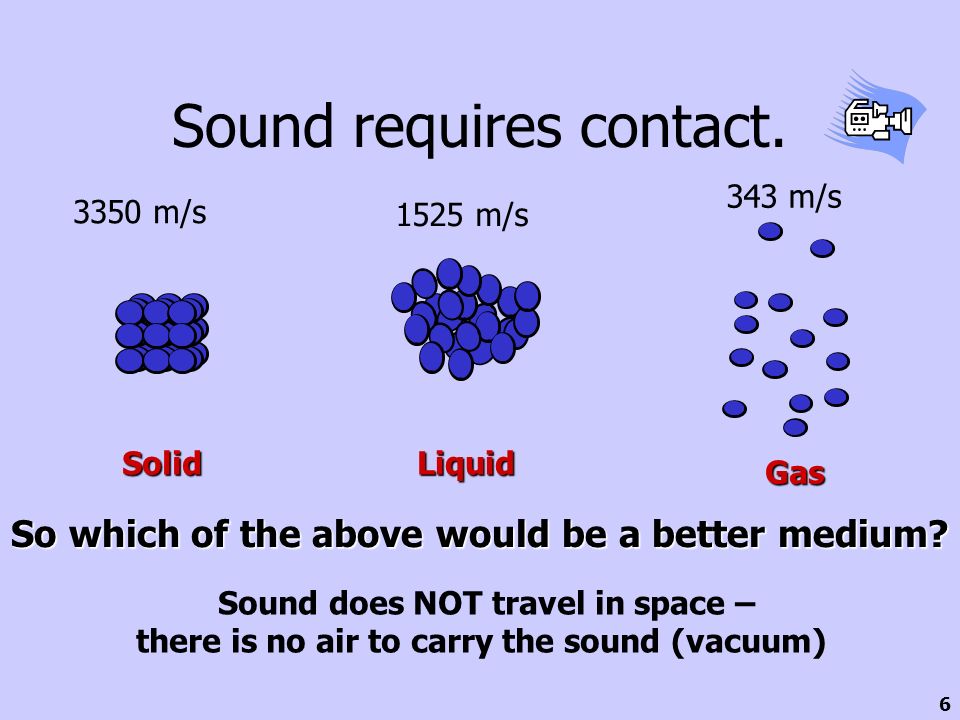 Sound requires contact.
3350 m/s
1525 m/s
343 m/s
Solid
Liquid
Gas
So which of the above would be a better medium?
Sound does NOT travel in space –
there is no air to carry the sound (vacuum)
6